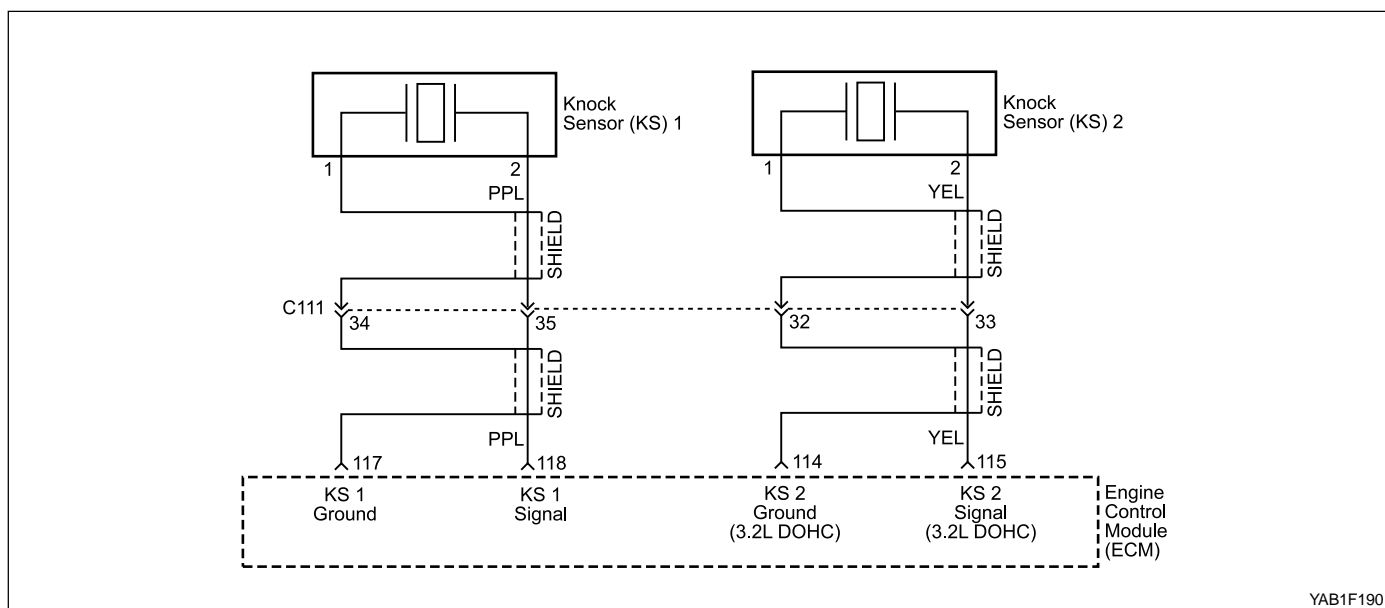 Knock
Sensor (KS) 1
Knock
Sensor (KS) 2
1
2
1
2
PPL
YEL
SHIELD
SHIELD
C111
34
35
32
33
SHIELD
SHIELD
PPL
YEL
117
118
114
115
KS 1
Ground
KS 1
Signal
KS 2
Ground
(3.2L DOHC)
KS 2
Signal
(3.2L DOHC)
Engine
Control
Module
(ECM)
YAB1F190